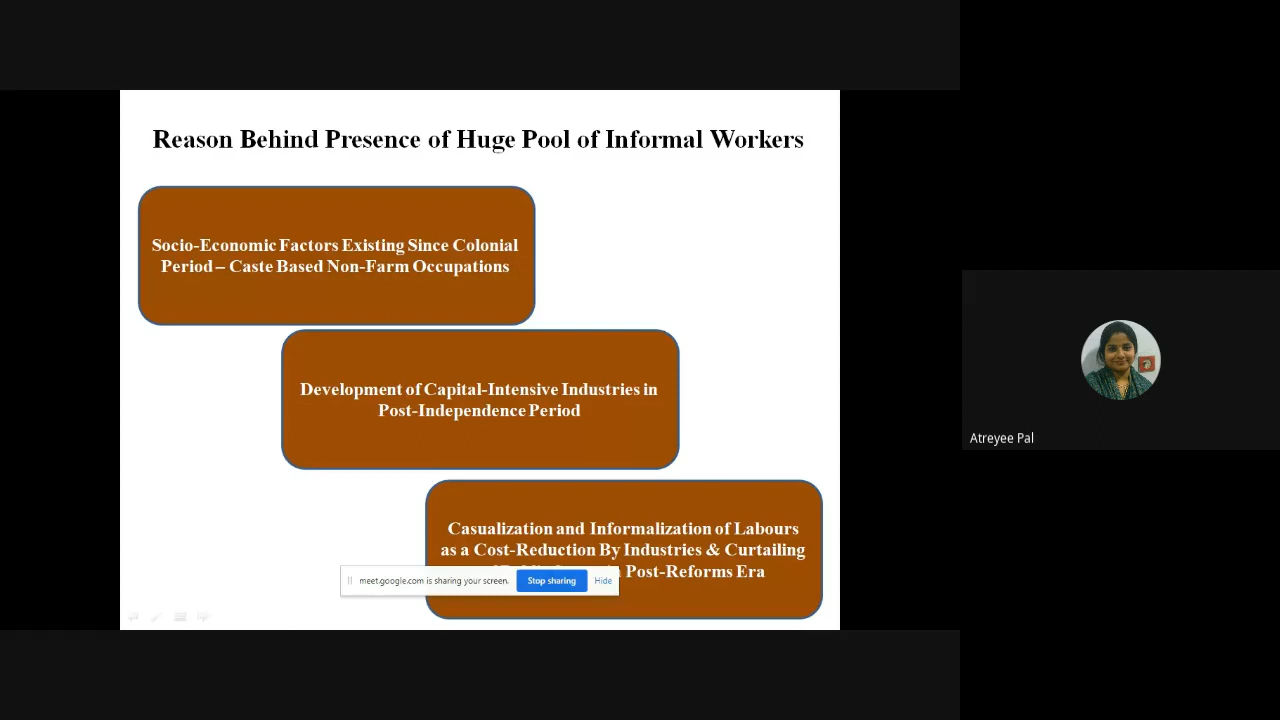 Reason Behind Presence of Huge Pool of Informal Workers
Socio-Economic Factors Existing Since Colonial
Period – Caste Based Non-Farm Occupations
Development of Capital-Intensive Industries in
Post-Independence Period
Casualization and Informalization of Labours
as a Cost-Reduction By Industries & Curtailing
Post-Reforms Era
meet.google.com is sharing your screen.
Stop sharing
Hide
Atreyee Pal